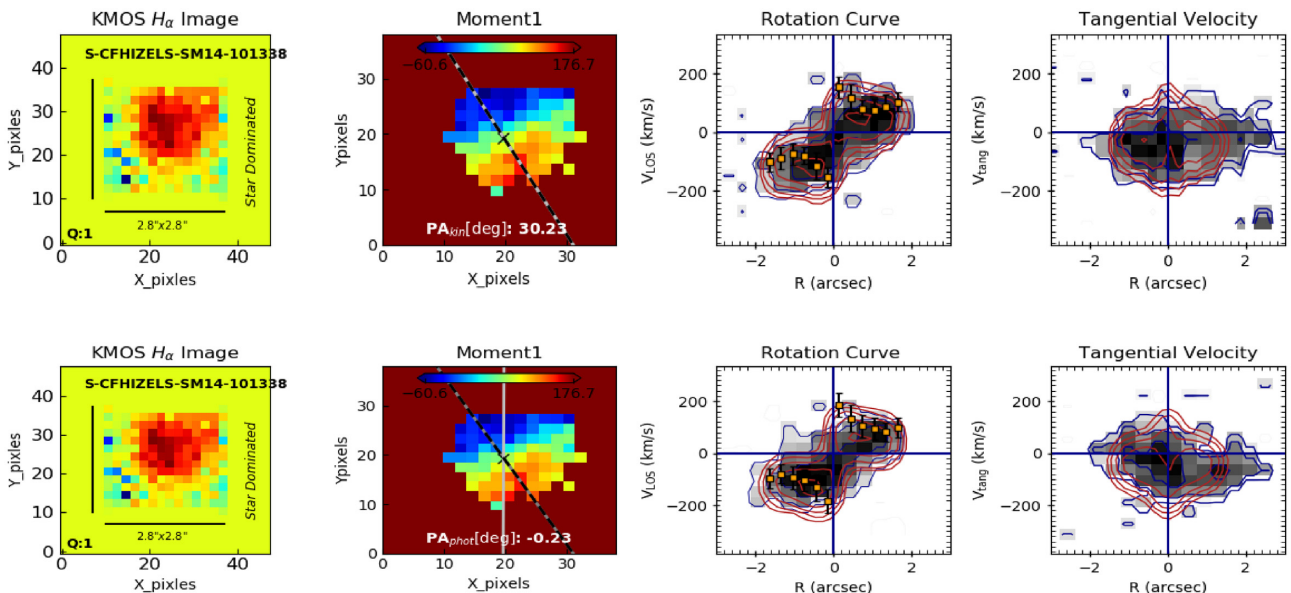 KMOS Hα Image
Moment1
Rotation Curve
Tangential Velocity
S-CFHIZELS-SM14-101338
40
30
20
10
0
Y_pixles
Star Dominated
2.8"x2.8"
Q:1
0
20
40
X_pixles
30
20
10
0
Ypixels
−60.6
176.7
PAkin[deg]: 30.23
0
10
20
30
X_pixels
200
0
−200
VLOS (km/s)
−2
0
2
R (arcsec)
200
0
−200
Vtang (km/s)
−2
0
2
R (arcsec)
KMOS Hα Image
Moment1
Rotation Curve
Tangential Velocity
S-CFHIZELS-SM14-101338
40
30
20
10
0
Y_pixles
Star Dominated
2.8"x2.8"
Q:1
0
20
40
X_pixles
30
20
10
0
Ypixels
−60.6
176.7
PAphot[deg]: -0.23
0
10
20
30
X_pixels
200
0
−200
VLOS (km/s)
−2
0
2
R (arcsec)
200
0
−200
Vtang (km/s)
−2
0
2
R (arcsec)